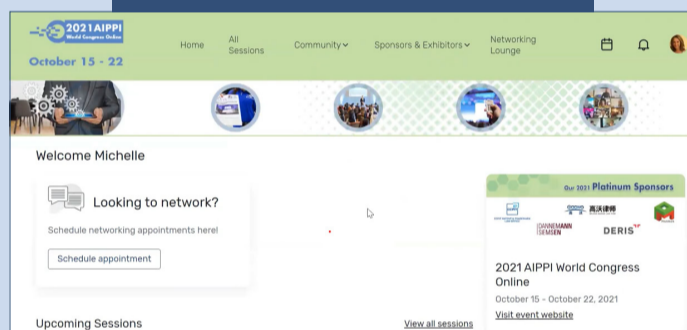 2021 AIPPI
World Congress Online
October 15 - 22
Home
All
Sessions
Community
Sponsors & Exhibitors
Networking
Lounge
Welcome Michelle
Looking to network?
Schedule networking appointments here!
Schedule appointment
Our 2021 Platinum Sponsors
高沃律师
DANNEMANN
SIEMSEN
DERIS
2021 AIPPI World Congress
Online
October 15 - October 22, 2021
Visit event website
Upcoming Sessions
View all sessions